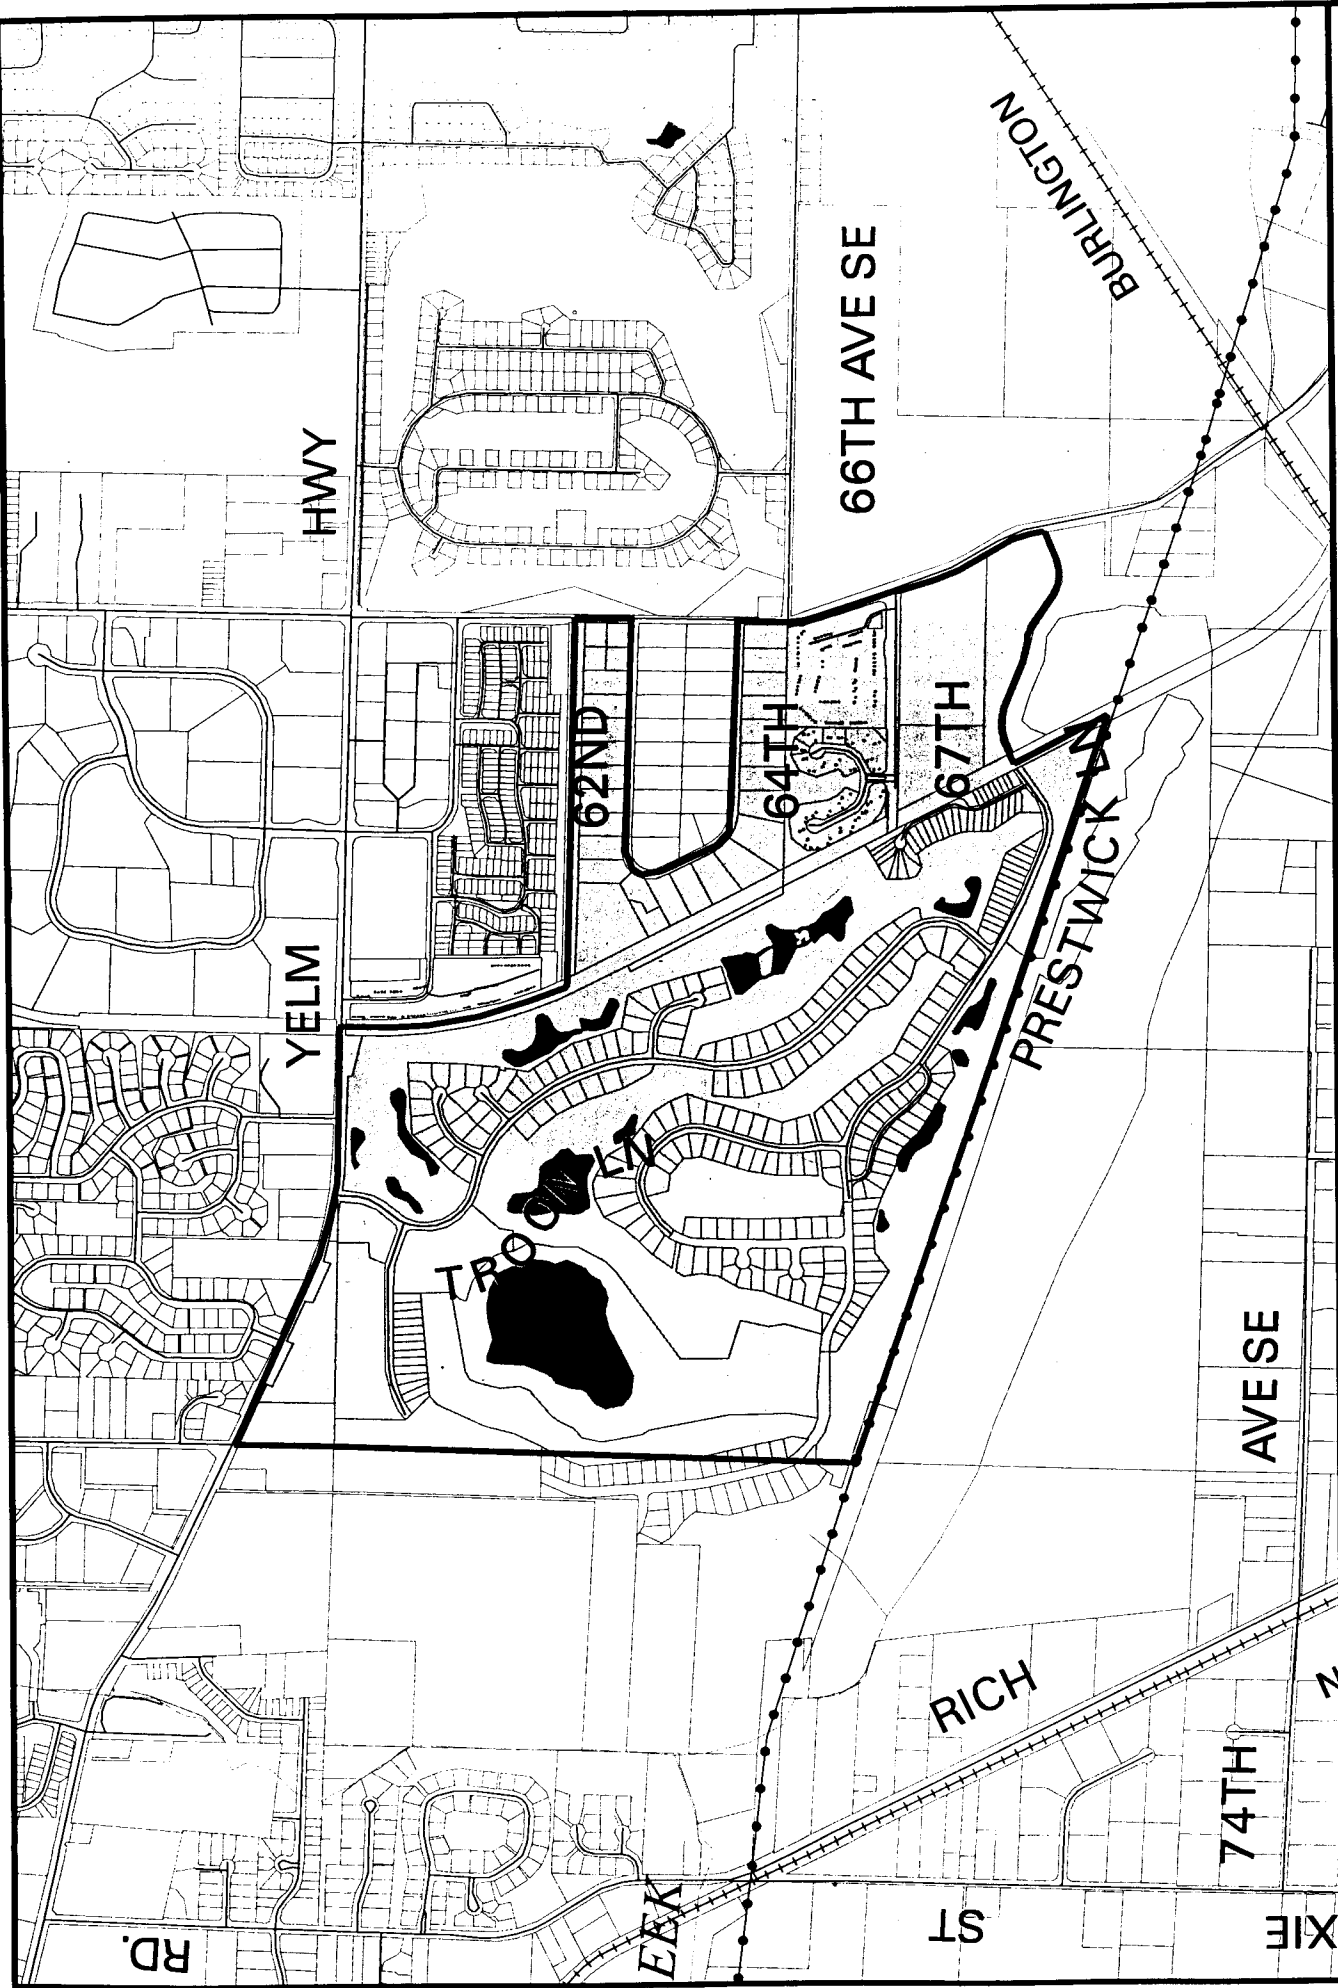 BURLINGTON
66TH AVE SE
HWY
62ND
64TH
67TH
YELM
PRESTWICK LN
TROON LN
AVE SE
RICH
74TH
RD.
EEK
ST
XIE
N